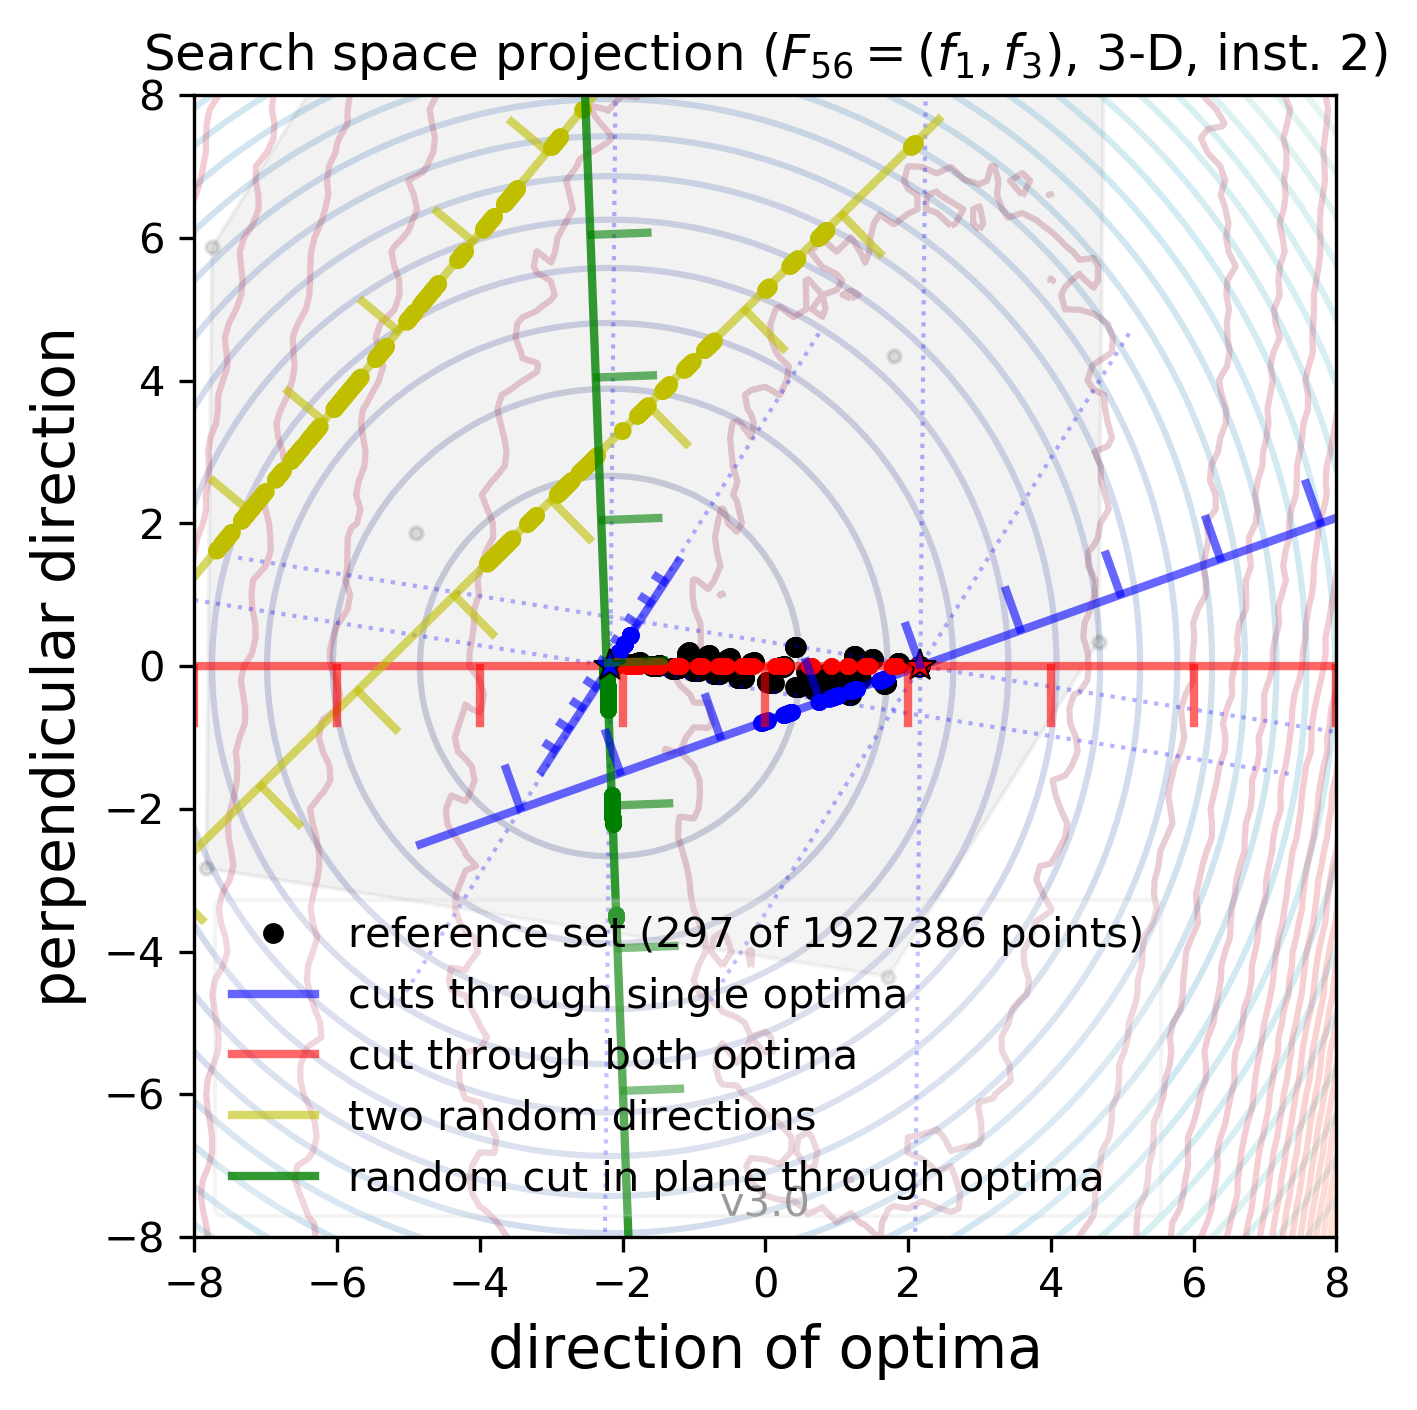 Search space projection (F₅₆ = (f₁, f₃), 3-D, inst. 2)
8
6
4
2
0
−2
−4
−6
−8
perpendicular direction
reference set (297 of 1927386 points)
cuts through single optima
cut through both optima
two random directions
random cut in plane through optima
v3.0
−8 −6 −4 −2 0 2 4 6 8
direction of optima